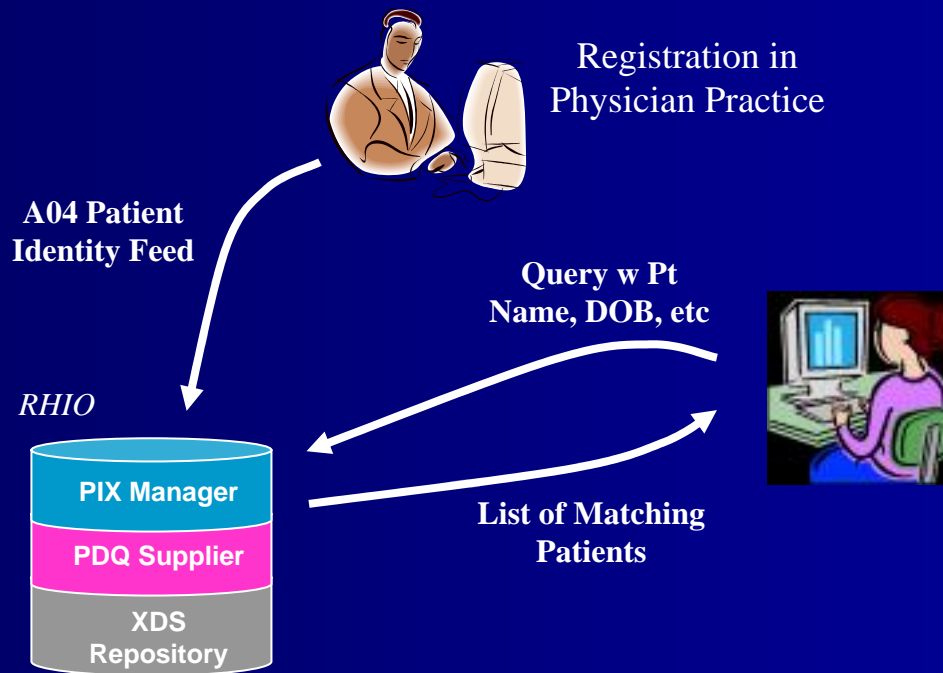 Registration in
Physician Practice
A04 Patient
Identity Feed
Query w Pt
Name, DOB, etc
RHIO
PIX Manager
PDQ Supplier
XDS
Repository
List of Matching
Patients